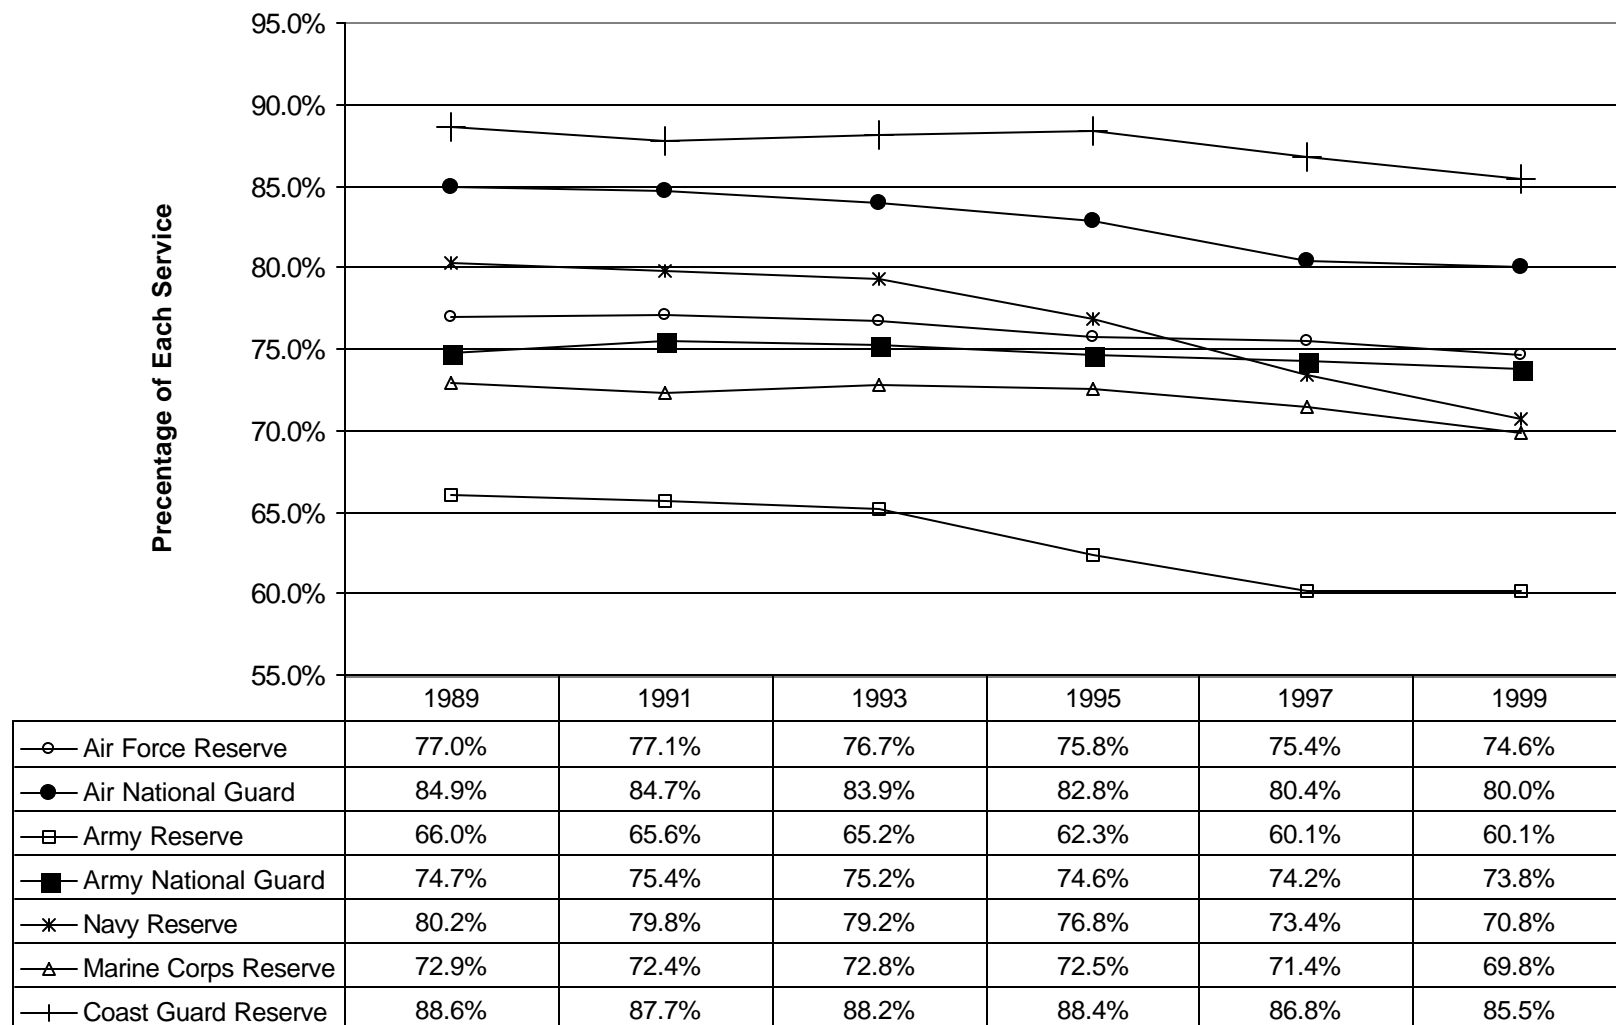 95.0%
90.0%
85.0%
80.0%
75.0%
70.0%
65.0%
60.0%
55.0%
Precentage of Each Service
1989 1991 1993 1995 1997 1999
Air Force Reserve 77.0% 77.1% 76.7% 75.8% 75.4% 74.6%
Air National Guard 84.9% 84.7% 83.9% 82.8% 80.4% 80.0%
Army Reserve 66.0% 65.6% 65.2% 62.3% 60.1% 60.1%
Army National Guard 74.7% 75.4% 75.2% 74.6% 74.2% 73.8%
Navy Reserve 80.2% 79.8% 79.2% 76.8% 73.4% 70.8%
Marine Corps Reserve 72.9% 72.4% 72.8% 72.5% 71.4% 69.8%
Coast Guard Reserve 88.6% 87.7% 88.2% 88.4% 86.8% 85.5%